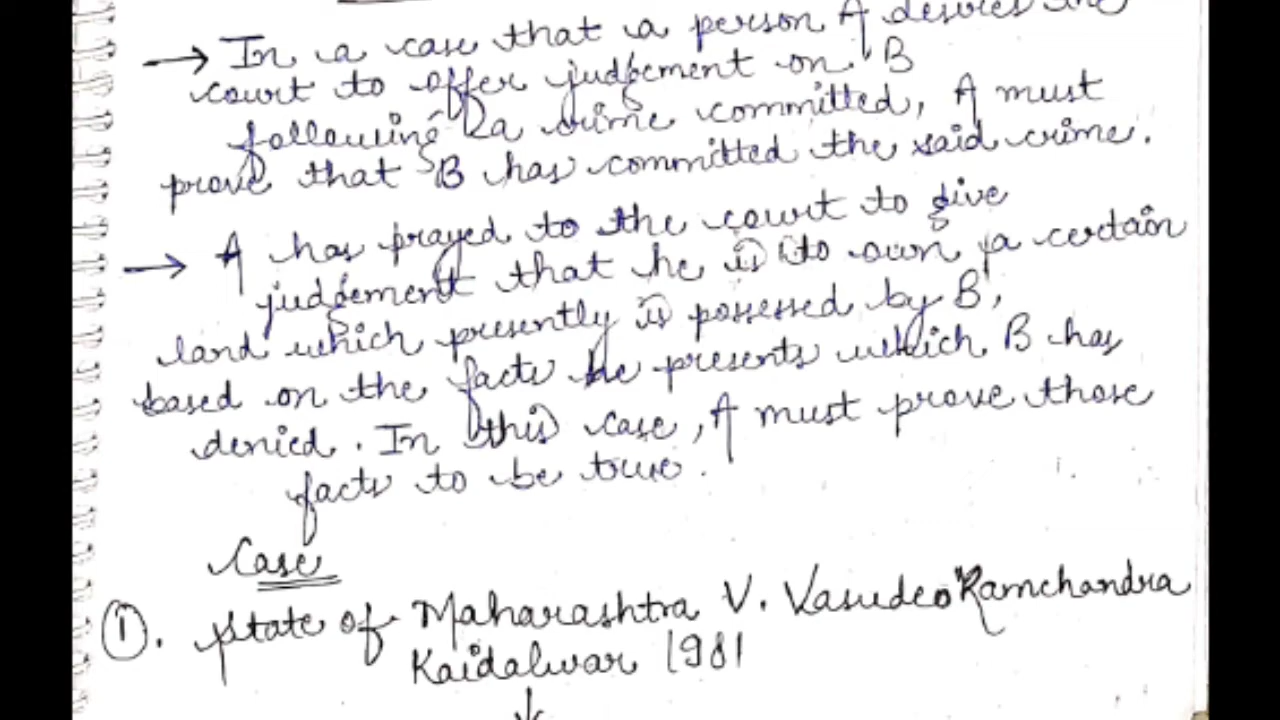 → In a case that a person A desires the
court to offer judgement on B
following a crime committed, A must
prove that B has committed the said crime.
→ A has prayed to the court to give
judgement that he is to own a certain
land which presently is possessed by B,
based on the facts he presents which B has
denied. In this case, A must prove those
facts to be true.
Case
①. State of Maharashtra V. Vasudeo Ramchandra
Kaidalwar 1981
↓